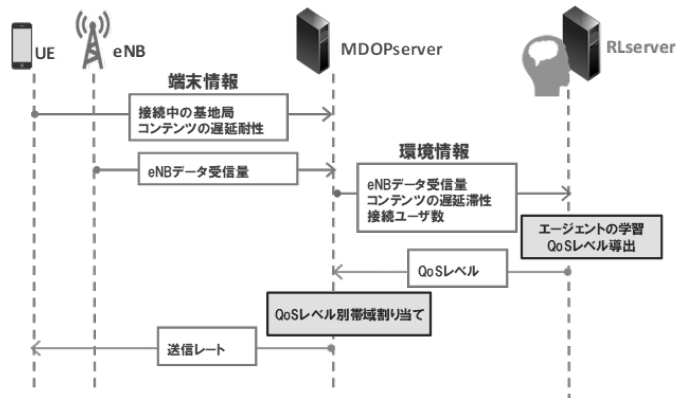 UE
eNB
MDOPserver
RLserver
端末情報
接続中の基地局
コンテンツの遅延耐性
eNBデータ受信量
環境情報
eNBデータ受信量
コンテンツの遅延滞性
接続ユーザ数
エージェントの学習
QoSレベル導出
QoSレベル
QoSレベル別帯域割り当て
送信レート